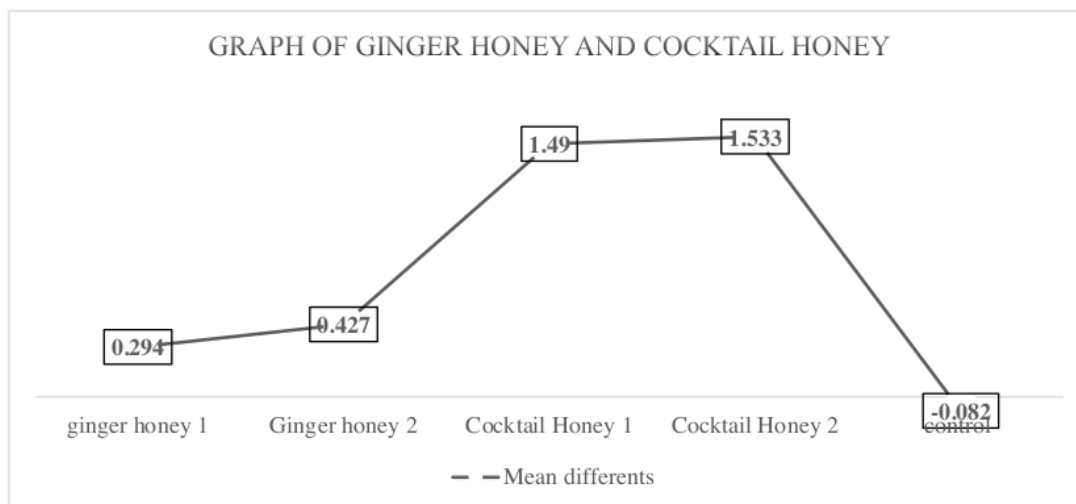 GRAPH OF GINGER HONEY AND COCKTAIL HONEY
1.49
1.533
0.427
0.294
-0.082
ginger honey 1 Ginger honey 2 Cocktail Honey 1 Cocktail Honey 2 control
Mean differents